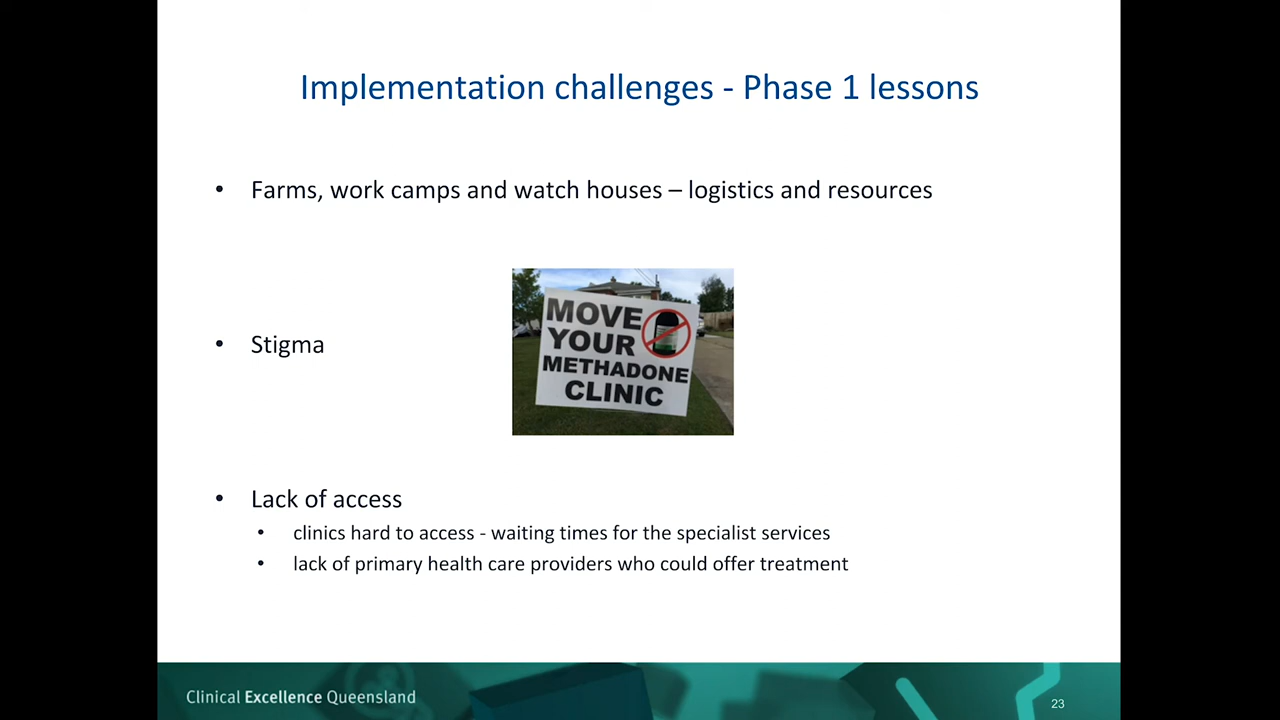 Implementation challenges - Phase 1 lessons
• Farms, work camps and watch houses – logistics and resources
• Stigma
MOVE
YOUR
METHADONE
CLINIC
• Lack of access
• clinics hard to access - waiting times for the specialist services
• lack of primary health care providers who could offer treatment
Clinical Excellence Queensland
23